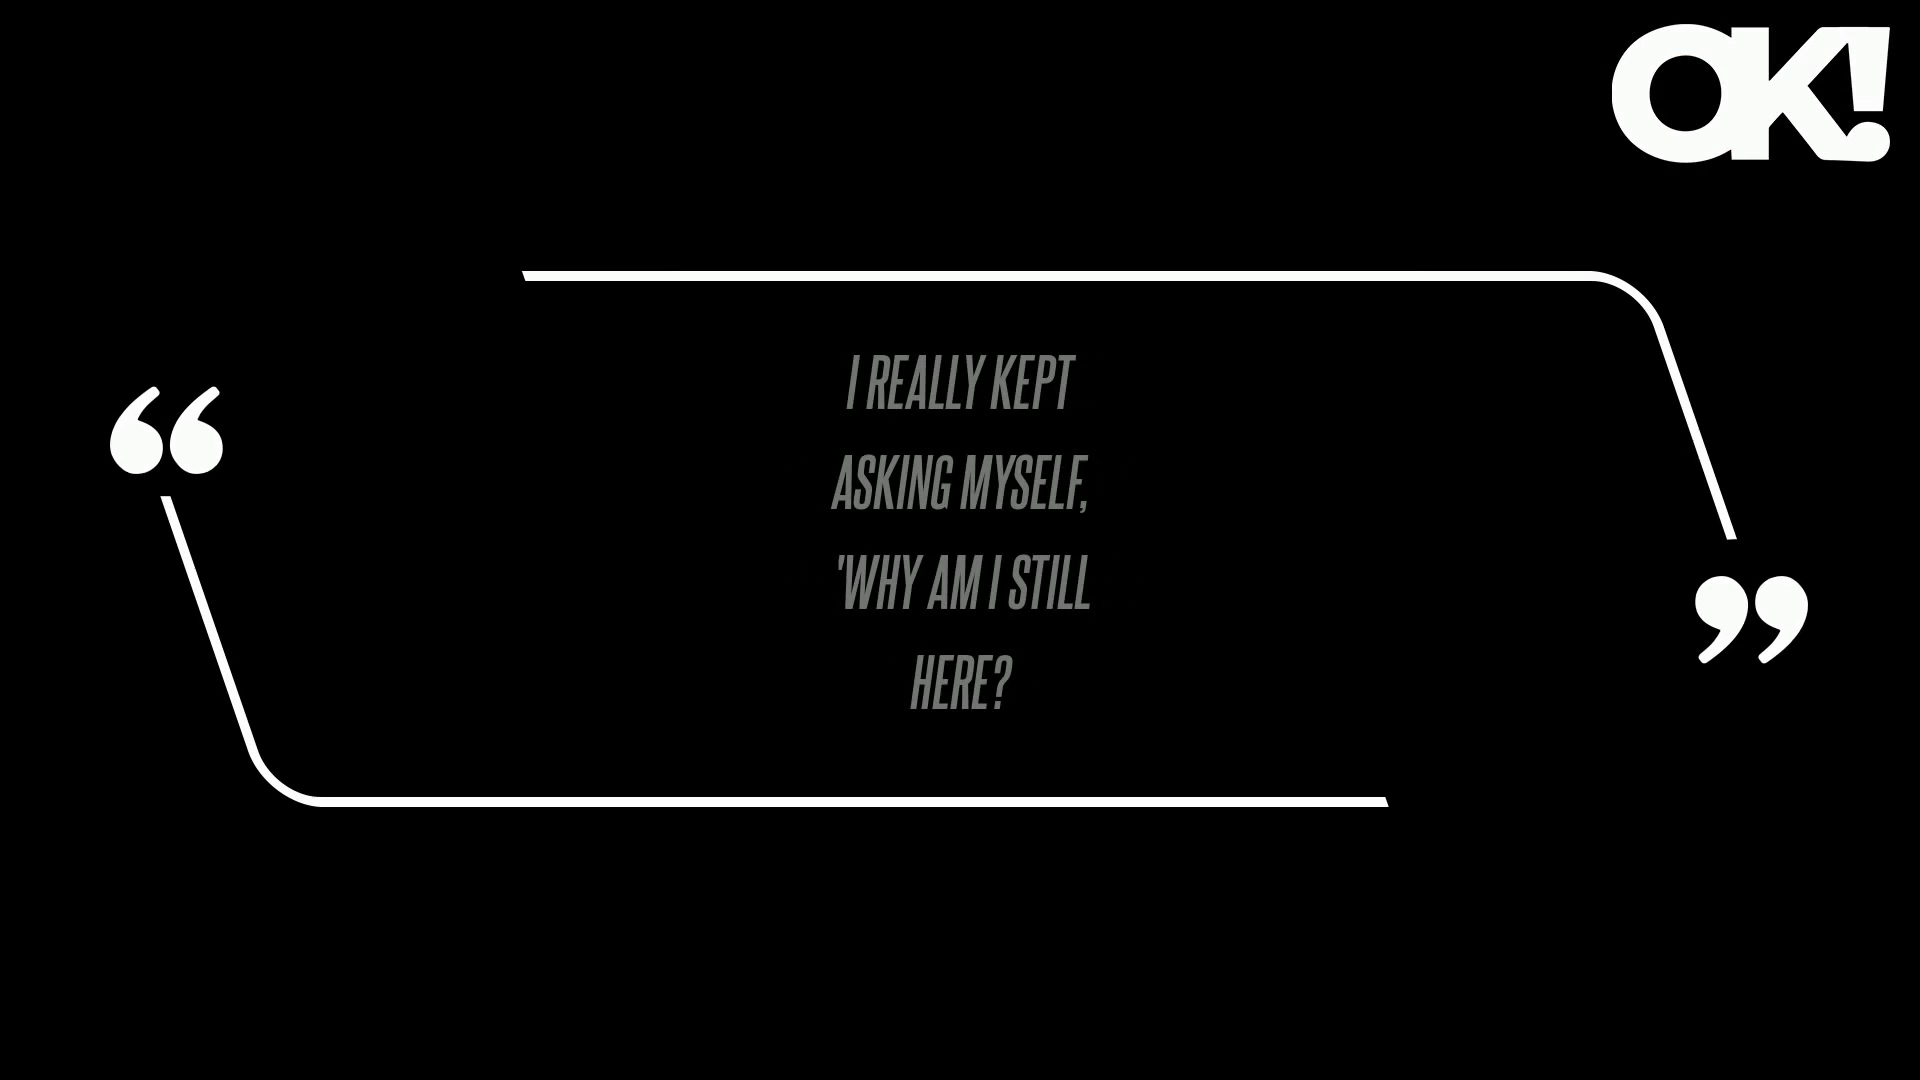 OK!
“
I REALLY KEPT
ASKING MYSELF,
'WHY AM I STILL
HERE?
”